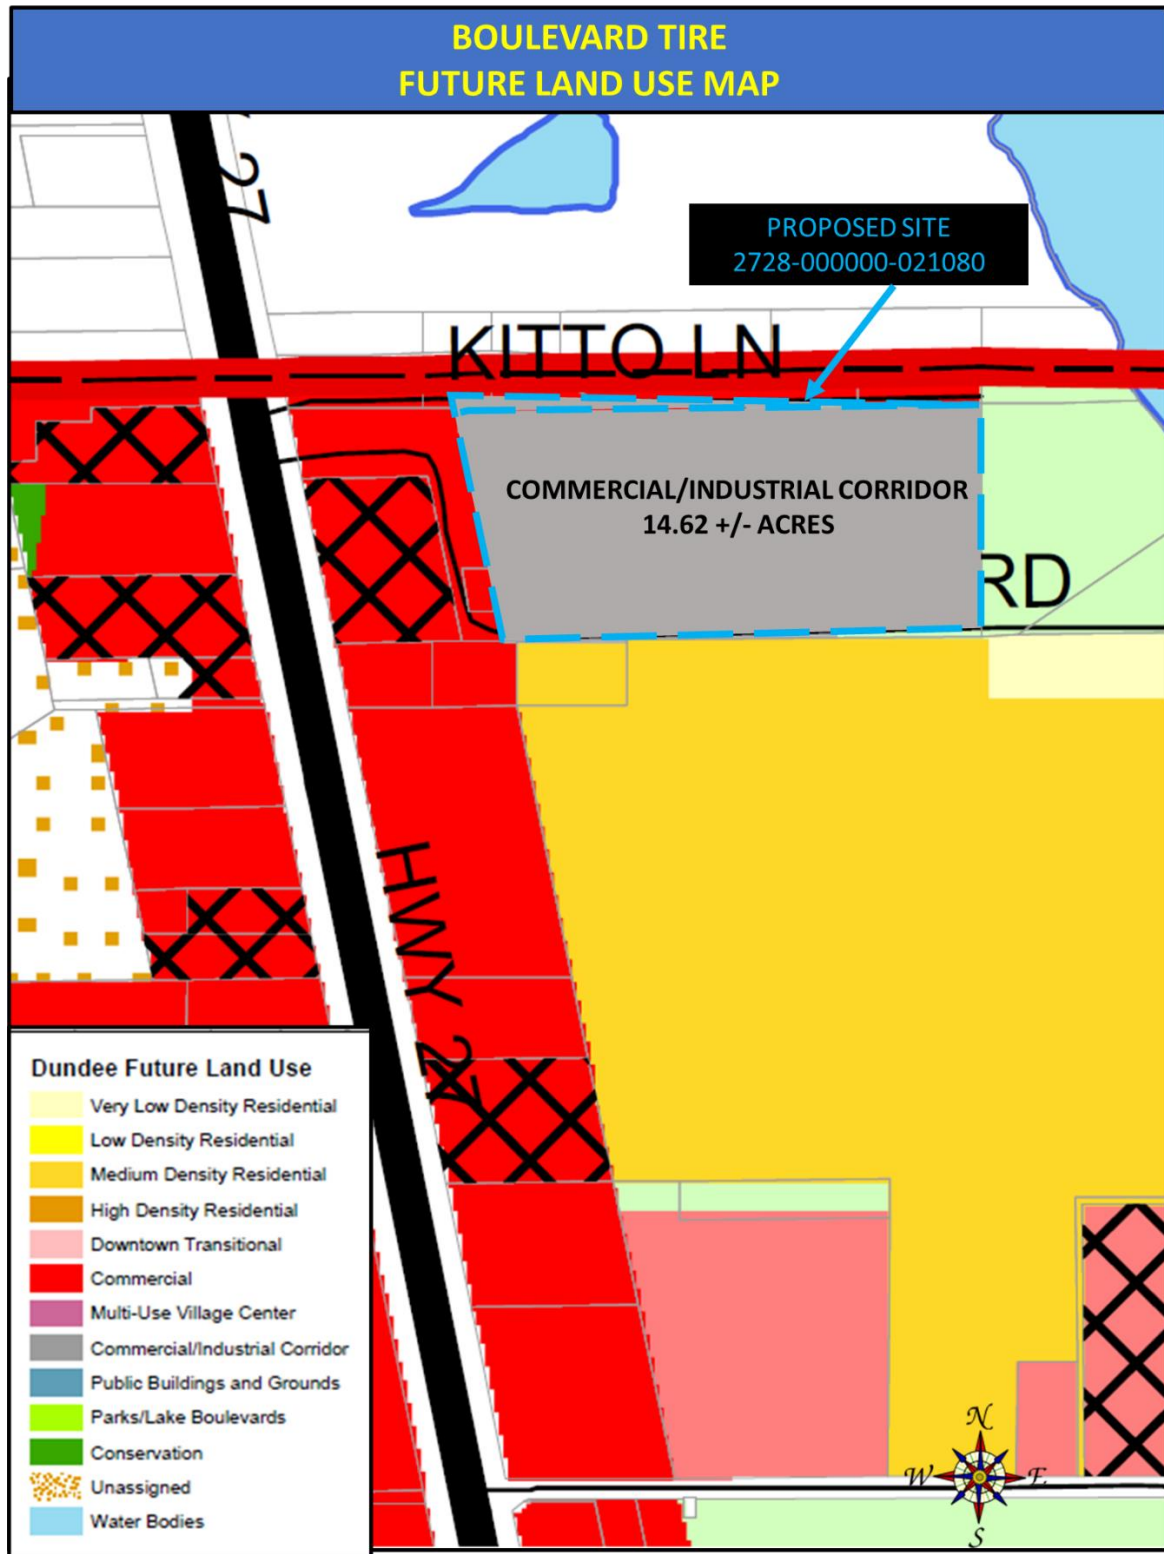 BOULEVARD TIRE
FUTURE LAND USE MAP
27
PROPOSED SITE
2728-000000-021080
KITTO LN
COMMERCIAL/INDUSTRIAL CORRIDOR
14.62 +/- ACRES
RD
HWY 27
Dundee Future Land Use
Very Low Density Residential
Low Density Residential
Medium Density Residential
High Density Residential
Downtown Transitional
Commercial
Multi-Use Village Center
Commercial/Industrial Corridor
Public Buildings and Grounds
Parks/Lake Boulevards
Conservation
Unassigned
Water Bodies
N
W E
S